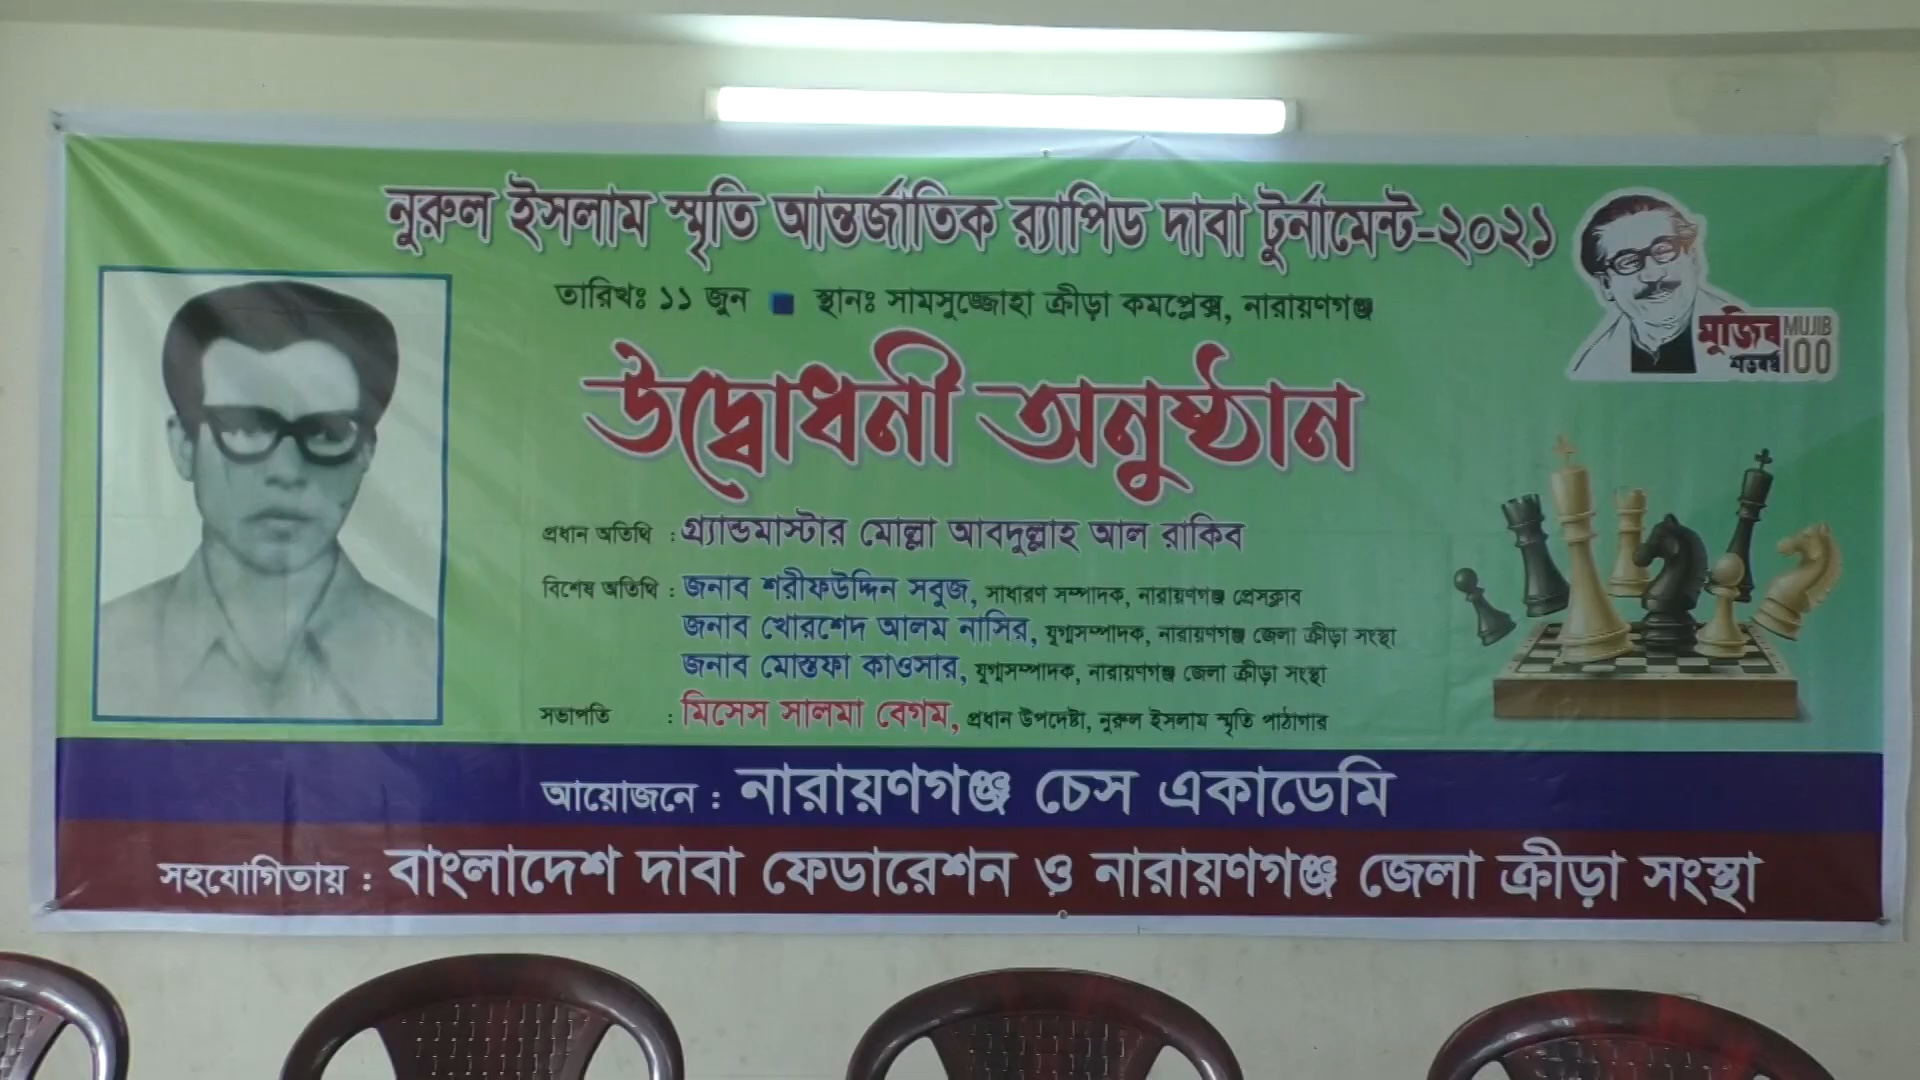 নুরুল ইসলাম স্মৃতি আন্তর্জাতিক র‍্যাপিড দাবা টুর্নামেন্ট-২০২১
তারিখঃ ১১ জুন ■ স্থানঃ সামসুজ্জোহা ক্রীড়া কমপ্লেক্স, নারায়ণগঞ্জ
মুজিব MUJIB
শতবর্ষ 100
উদ্বোধনী অনুষ্ঠান
প্রধান অতিথি : গ্র্যান্ডমাস্টার মোল্লা আবদুল্লাহ আল রাকিব
বিশেষ অতিথি : জনাব শরীফউদ্দিন সবুজ, সাধারণ সম্পাদক, নারায়ণগঞ্জ প্রেসক্লাব
জনাব খোরশেদ আলম নাসির, যুগ্মসম্পাদক, নারায়ণগঞ্জ জেলা ক্রীড়া সংস্থা
জনাব মোস্তফা কাওসার, যুগ্মসম্পাদক, নারায়ণগঞ্জ জেলা ক্রীড়া সংস্থা
সভাপতি : মিসেস সালমা বেগম, প্রধান উপদেষ্টা, নুরুল ইসলাম স্মৃতি পাঠাগার
আয়োজনে : নারায়ণগঞ্জ চেস একাডেমি
সহযোগিতায় : বাংলাদেশ দাবা ফেডারেশন ও নারায়ণগঞ্জ জেলা ক্রীড়া সংস্থা